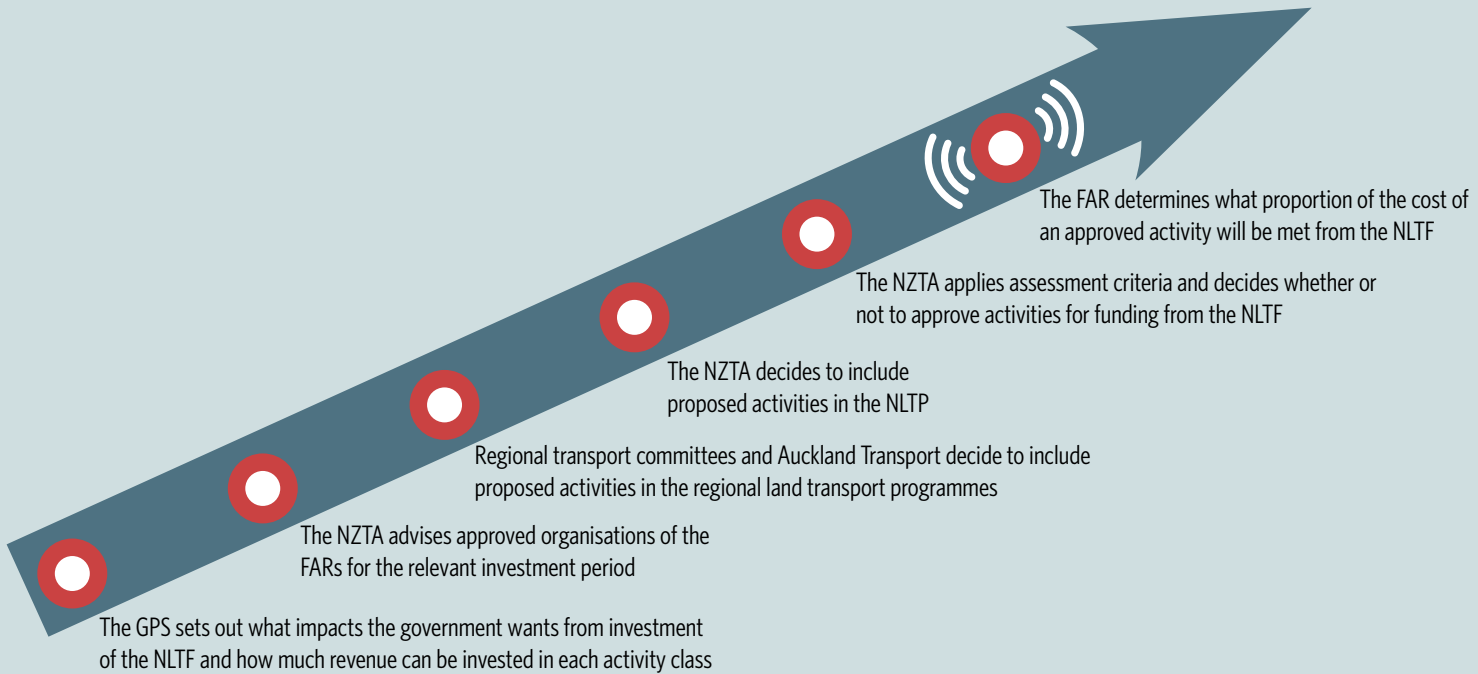 The FAR determines what proportion of the cost of
an approved activity will be met from the NLTF
The NZTA applies assessment criteria and decides whether or
not to approve activities for funding from the NLTF
The NZTA decides to include
proposed activities in the NLTP
Regional transport committees and Auckland Transport decide to include
proposed activities in the regional land transport programmes
The NZTA advises approved organisations of the
FARs for the relevant investment period
The GPS sets out what impacts the government wants from investment
of the NLTF and how much revenue can be invested in each activity class